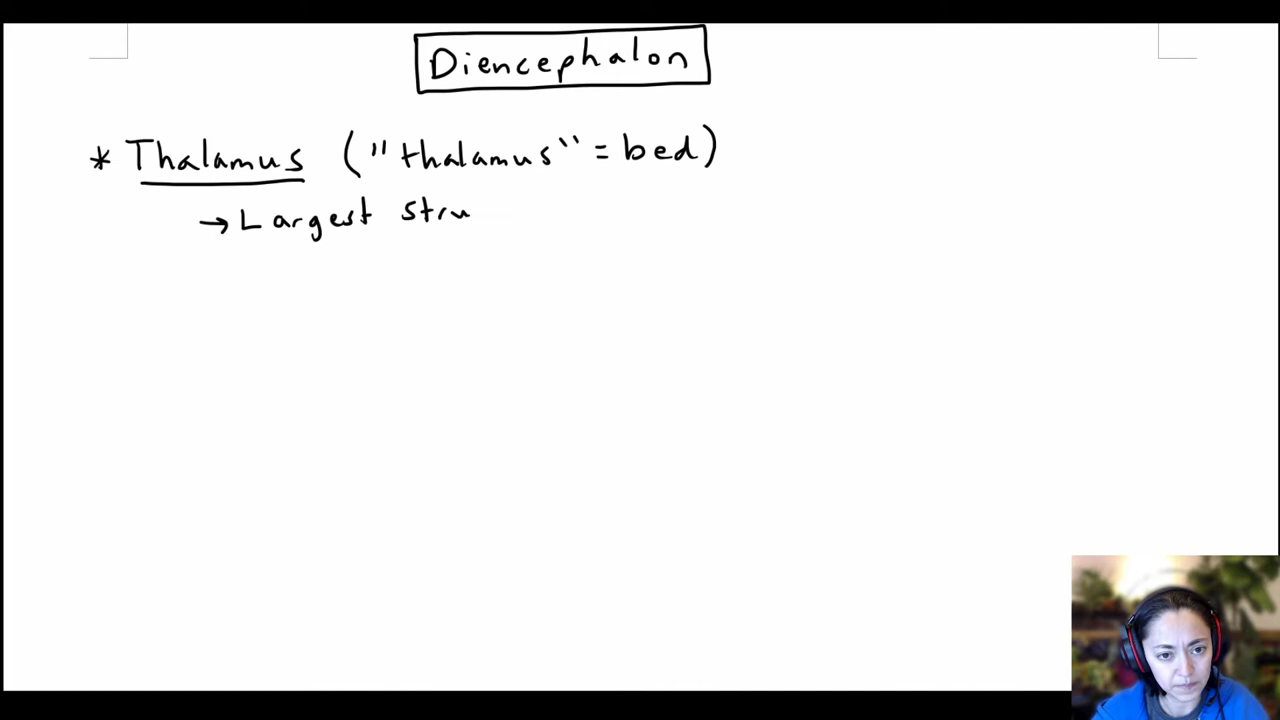 Diencephalon
* Thalamus ("thalamus" = bed)
→ Largest stru